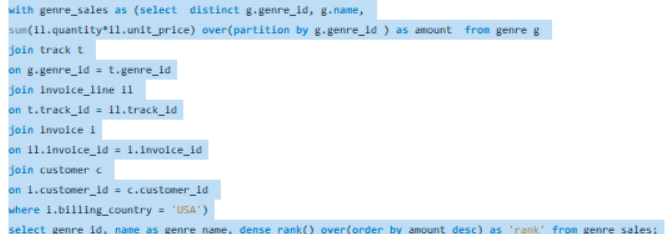 with genre_sales as (select  distinct g.genre_id, g.name,
sum(il.quantity*il.unit_price) over(partition by g.genre_id ) as amount  from genre g
join track t
on g.genre_id = t.genre_id
join invoice_line il
on t.track_id = il.track_id
join invoice i
on il.invoice_id = i.invoice_id
join customer c
on i.customer_id = c.customer_id
where i.billing_country = 'USA')
select genre_id, name as genre_name, dense_rank() over(order by amount desc) as 'rank' from genre_sales;